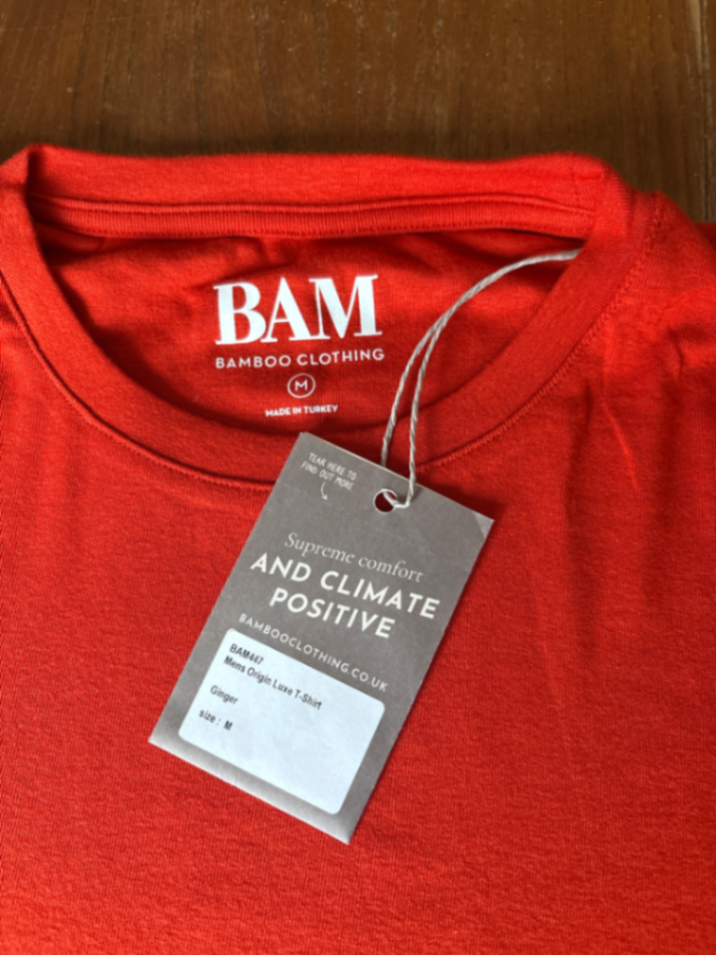 BAM
BAMBOO CLOTHING
M
MADE IN TURKEY
TEAR HERE TO
FIND OUT MORE
Supreme comfort
AND CLIMATE
POSITIVE
BAMBOOCLOTHING.CO.UK
BAM447
Mens Origin Luxe T-Shirt
Ginger
size : M